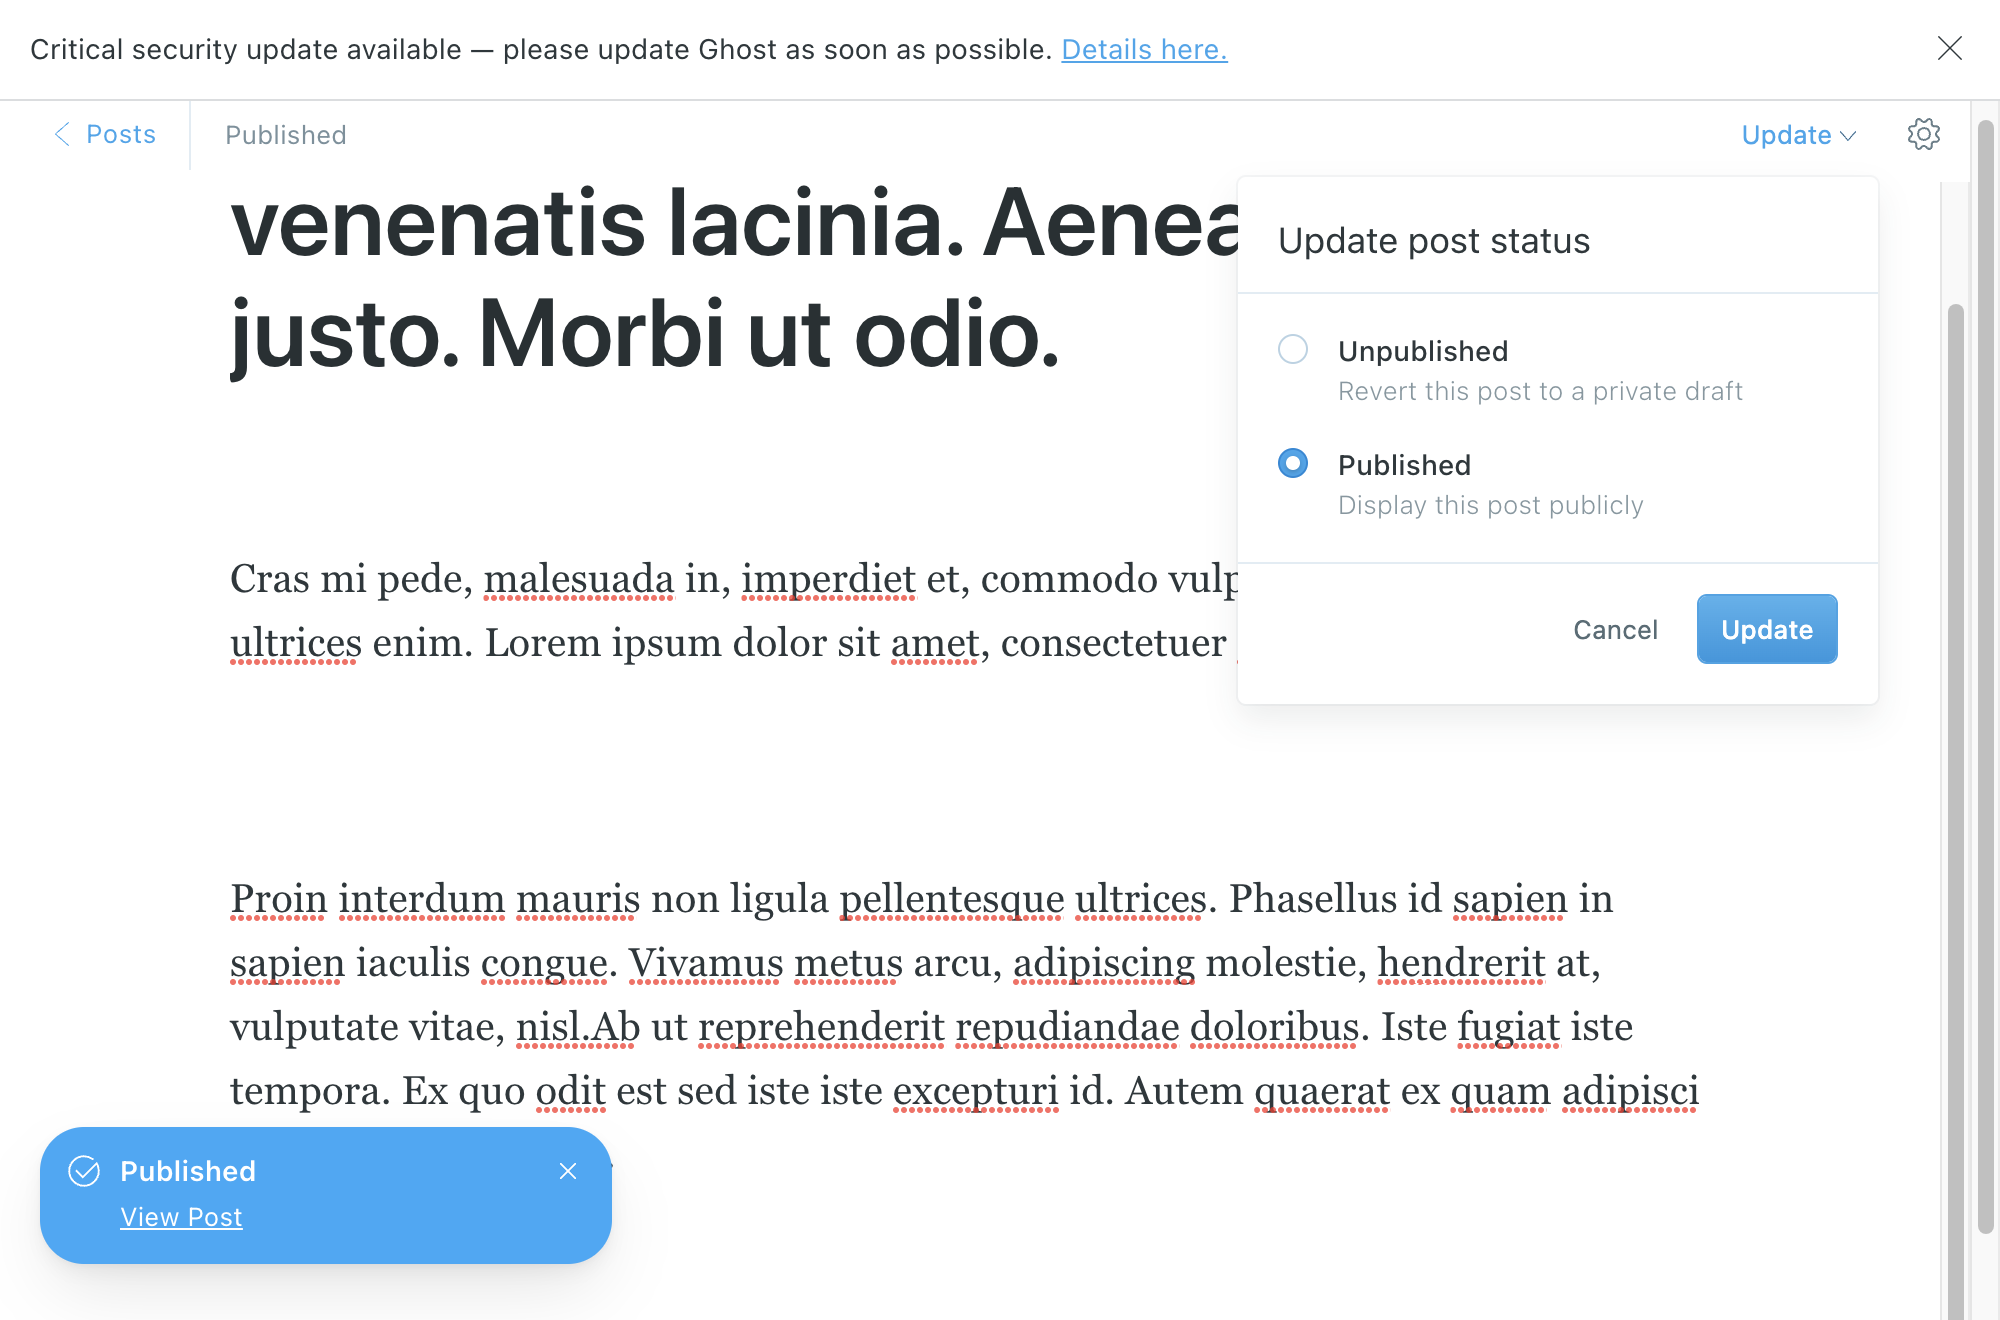 Critical security update available — please update Ghost as soon as possible. Details here.
Posts
Published
Update
venenatis lacinia. Aenea
justo. Morbi ut odio.
Update post status
Unpublished
Revert this post to a private draft
Published
Display this post publicly
Cancel
Update
Cras mi pede, malesuada in, imperdiet et, commodo vulp
ultrices enim. Lorem ipsum dolor sit amet, consectetuer
Proin interdum mauris non ligula pellentesque ultrices. Phasellus id sapien in
sapien iaculis congue. Vivamus metus arcu, adipiscing molestie, hendrerit at,
vulputate vitae, nisl.Ab ut reprehenderit repudiandae doloribus. Iste fugiat iste
tempora. Ex quo odit est sed iste iste excepturi id. Autem quaerat ex quam adipisci
Published
View Post